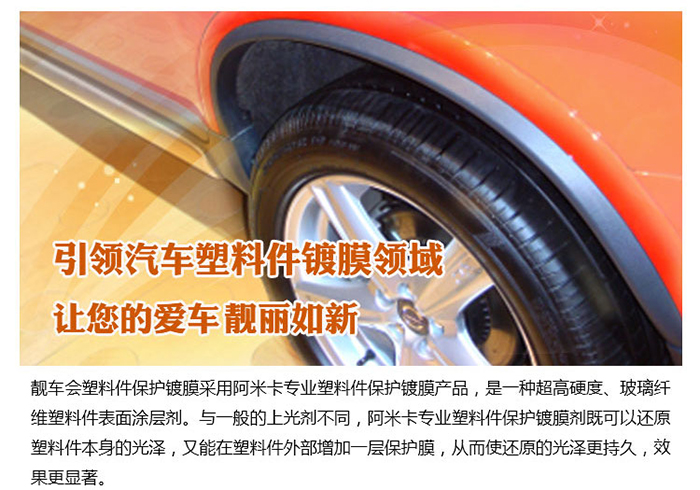 引领汽车塑料件镀膜领域
让您的爱车 靓丽如新
靓车会塑料件保护镀膜采用阿米卡专业塑料件保护镀膜产品，是一种超高硬度、玻璃纤
维塑料件表面涂层剂。与一般的上光剂不同，阿米卡专业塑料件保护镀膜剂既可以还原
塑料件本身的光泽，又能在塑料件外部增加一层保护膜，从而使还原的光泽更持久，效
果更显著。